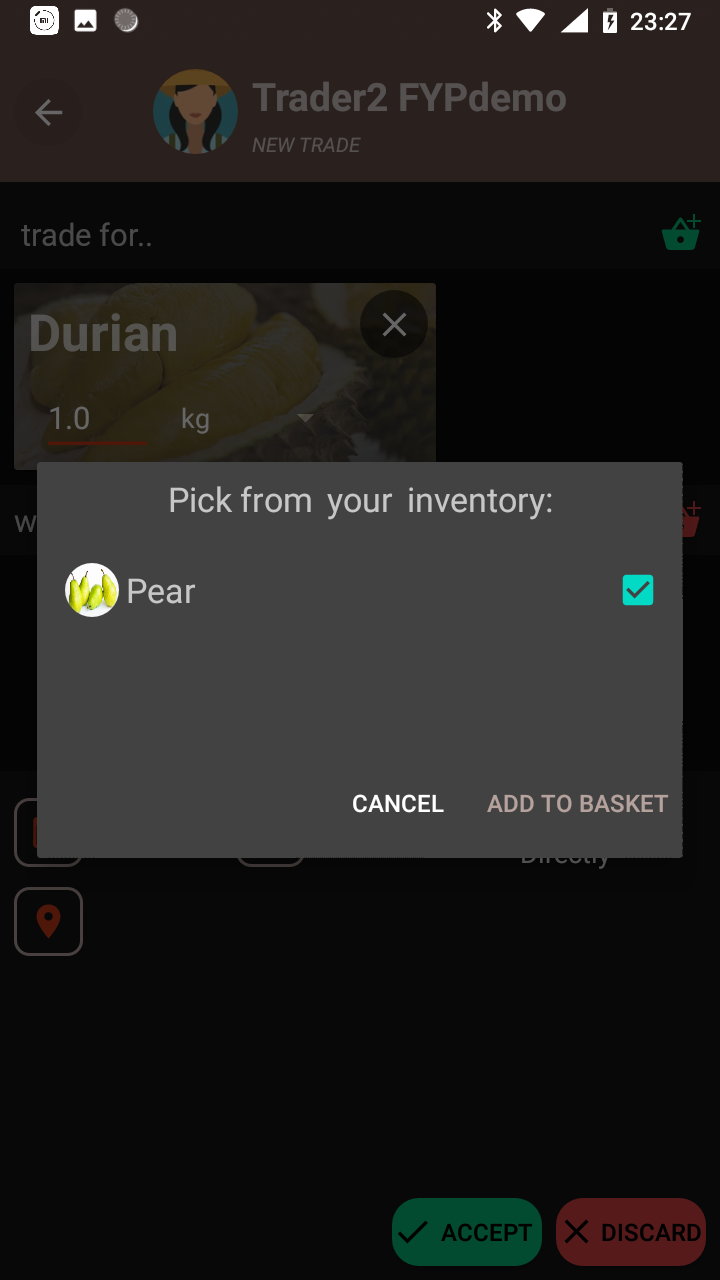 23:27
Trader2 FYPdemo
NEW TRADE
trade for..
Durian
1.0 kg
W
Pick from your inventory:
Pear
CANCEL ADD TO BASKET
Directly
ACCEPT DISCARD